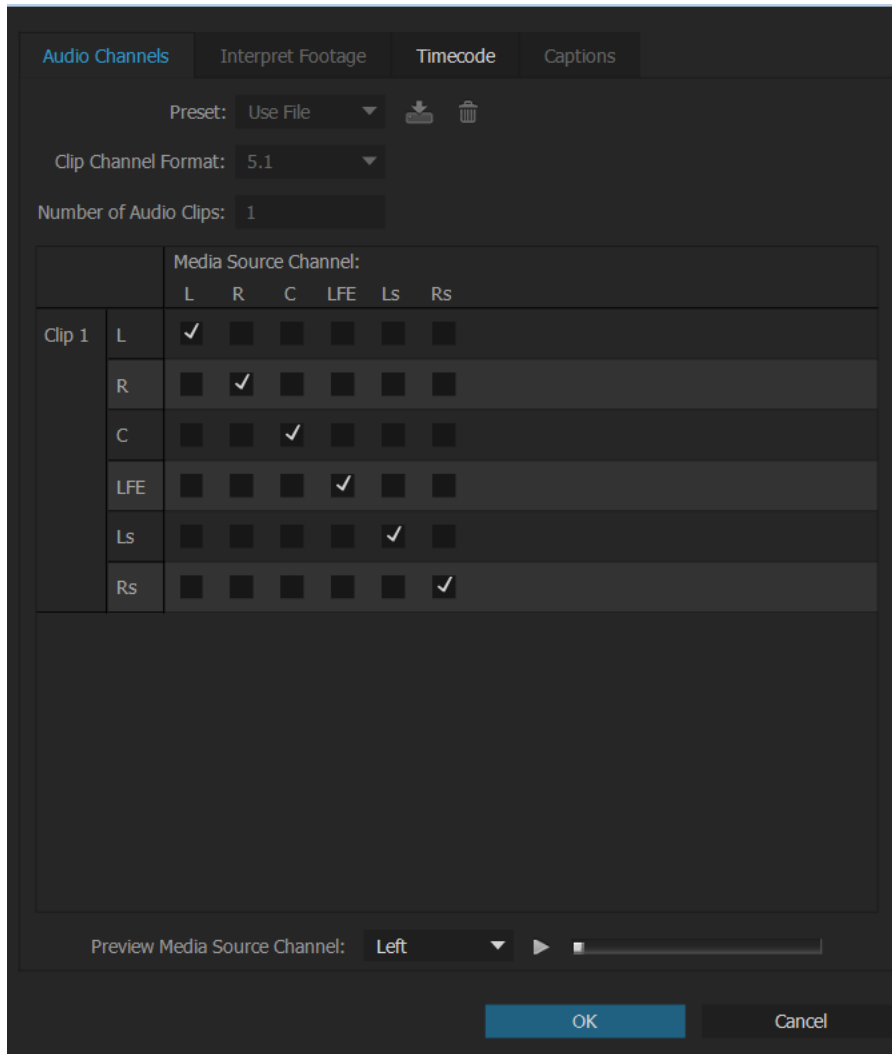 Audio Channels Interpret Footage Timecode Captions
Preset: Use File
Clip Channel Format: 5.1
Number of Audio Clips: 1
Media Source Channel:
L R C LFE Ls Rs
Clip 1 L
R
C
LFE
Ls
Rs
Preview Media Source Channel: Left
OK Cancel